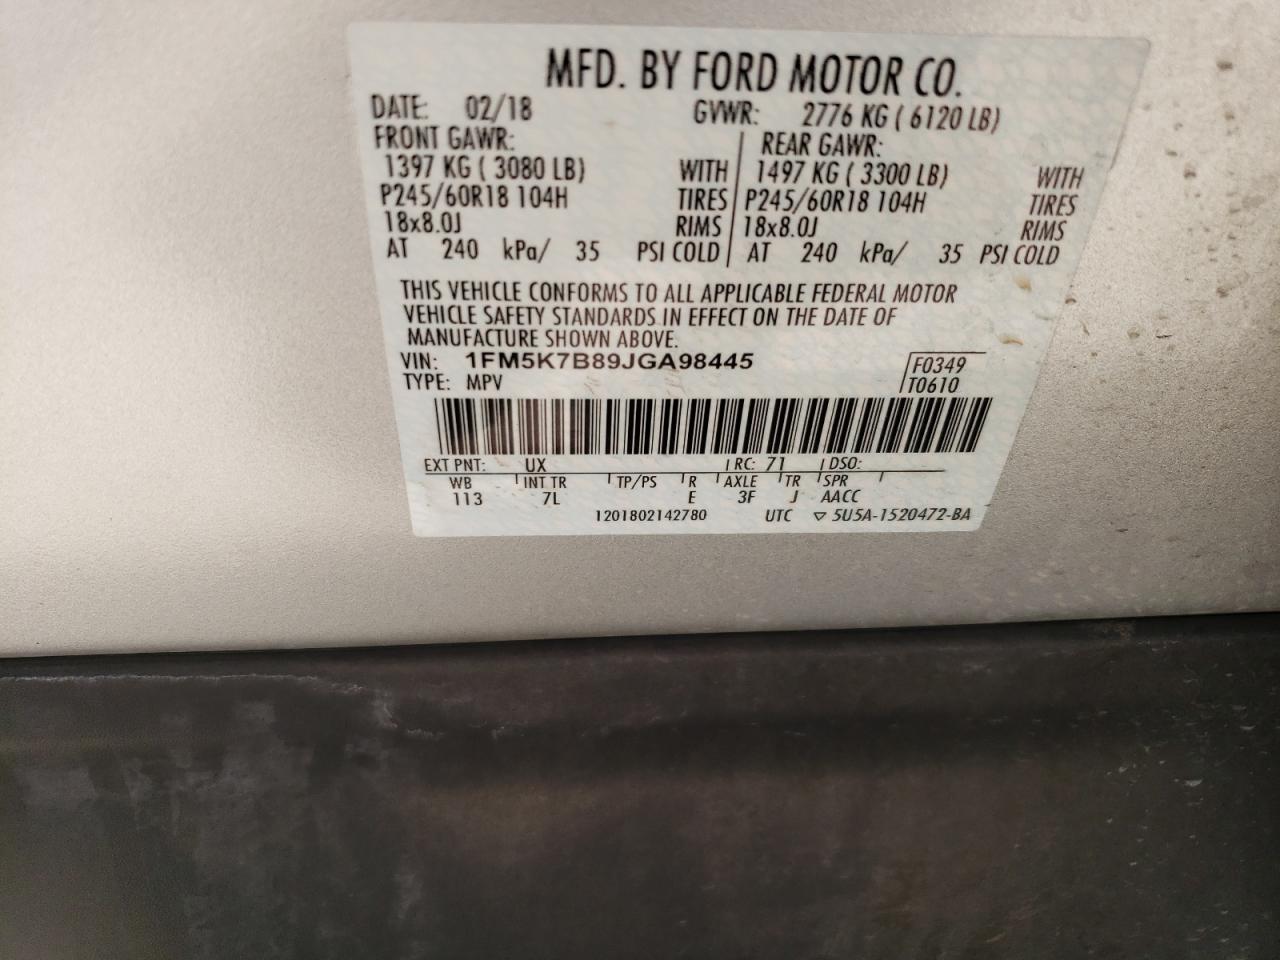 MFD. BY FORD MOTOR CO.
DATE: 02/18 GVWR: 2776 KG ( 6120 LB)
FRONT GAWR: REAR GAWR:
1397 KG ( 3080 LB) WITH 1497 KG ( 3300 LB) WITH
P245/60R18 104H TIRES P245/60R18 104H TIRES
18x8.0J RIMS 18x8.0J RIMS
AT 240 kPa/ 35 PSI COLD AT 240 kPa/ 35 PSI COLD
THIS VEHICLE CONFORMS TO ALL APPLICABLE FEDERAL MOTOR
VEHICLE SAFETY STANDARDS IN EFFECT ON THE DATE OF
MANUFACTURE SHOWN ABOVE.
VIN: 1FM5K7B89JGA98445 F0349
TYPE: MPV T0610
EXT PNT: UX RC: 71 DSO:
WB INT TR TP/PS R AXLE TR SPR
113 7L E 3F J AACC
1201802142780 UTC ▽ 5U5A-1520472-BA